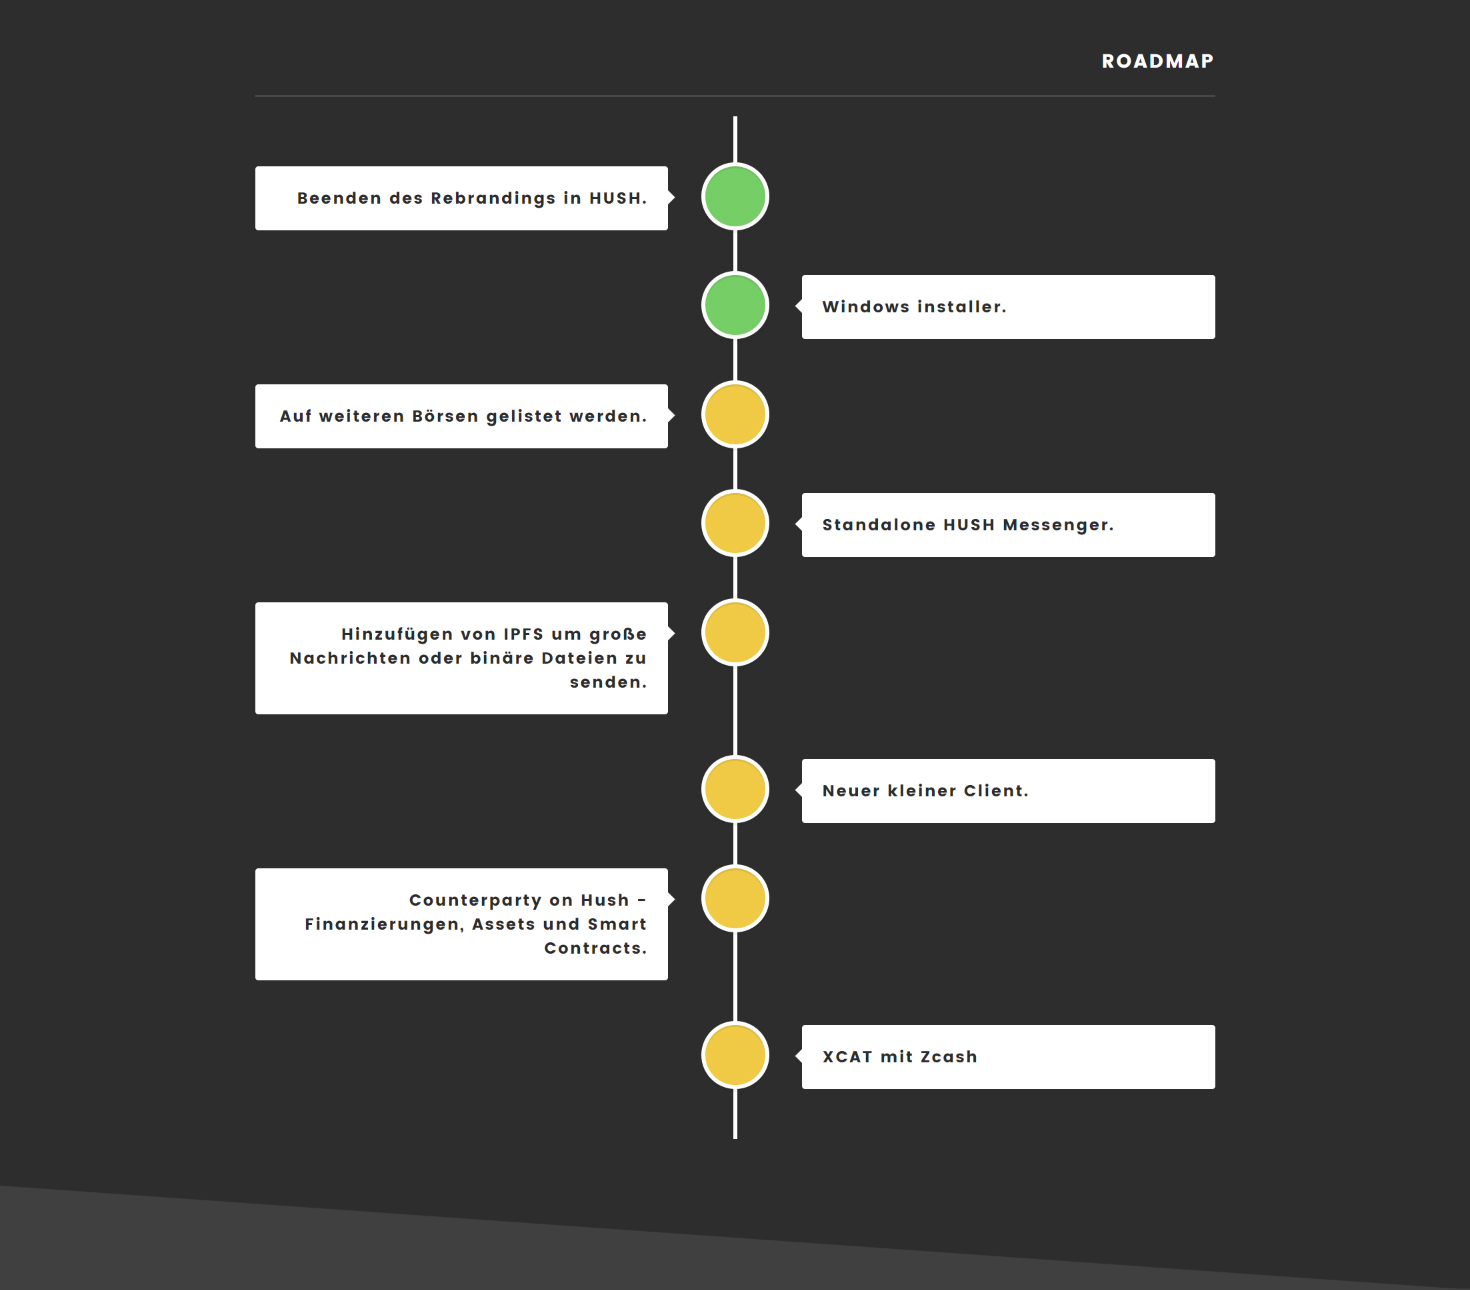 ROADMAP
Beenden des Rebrandings in HUSH.
Windows installer.
Auf weiteren Börsen gelistet werden.
Standalone HUSH Messenger.
Hinzufügen von IPFS um große
Nachrichten oder binäre Dateien zu
senden.
Neuer kleiner Client.
Counterparty on Hush -
Finanzierungen, Assets und Smart
Contracts.
XCAT mit Zcash